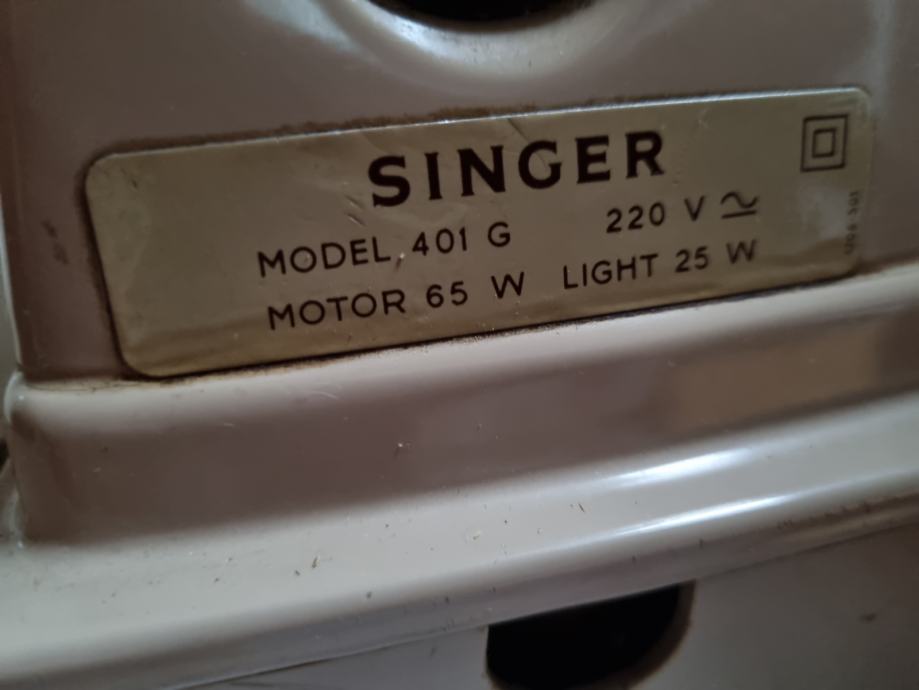 SINGER
MODEL 401 G 220 V ⏦
MOTOR 65 W LIGHT 25 W